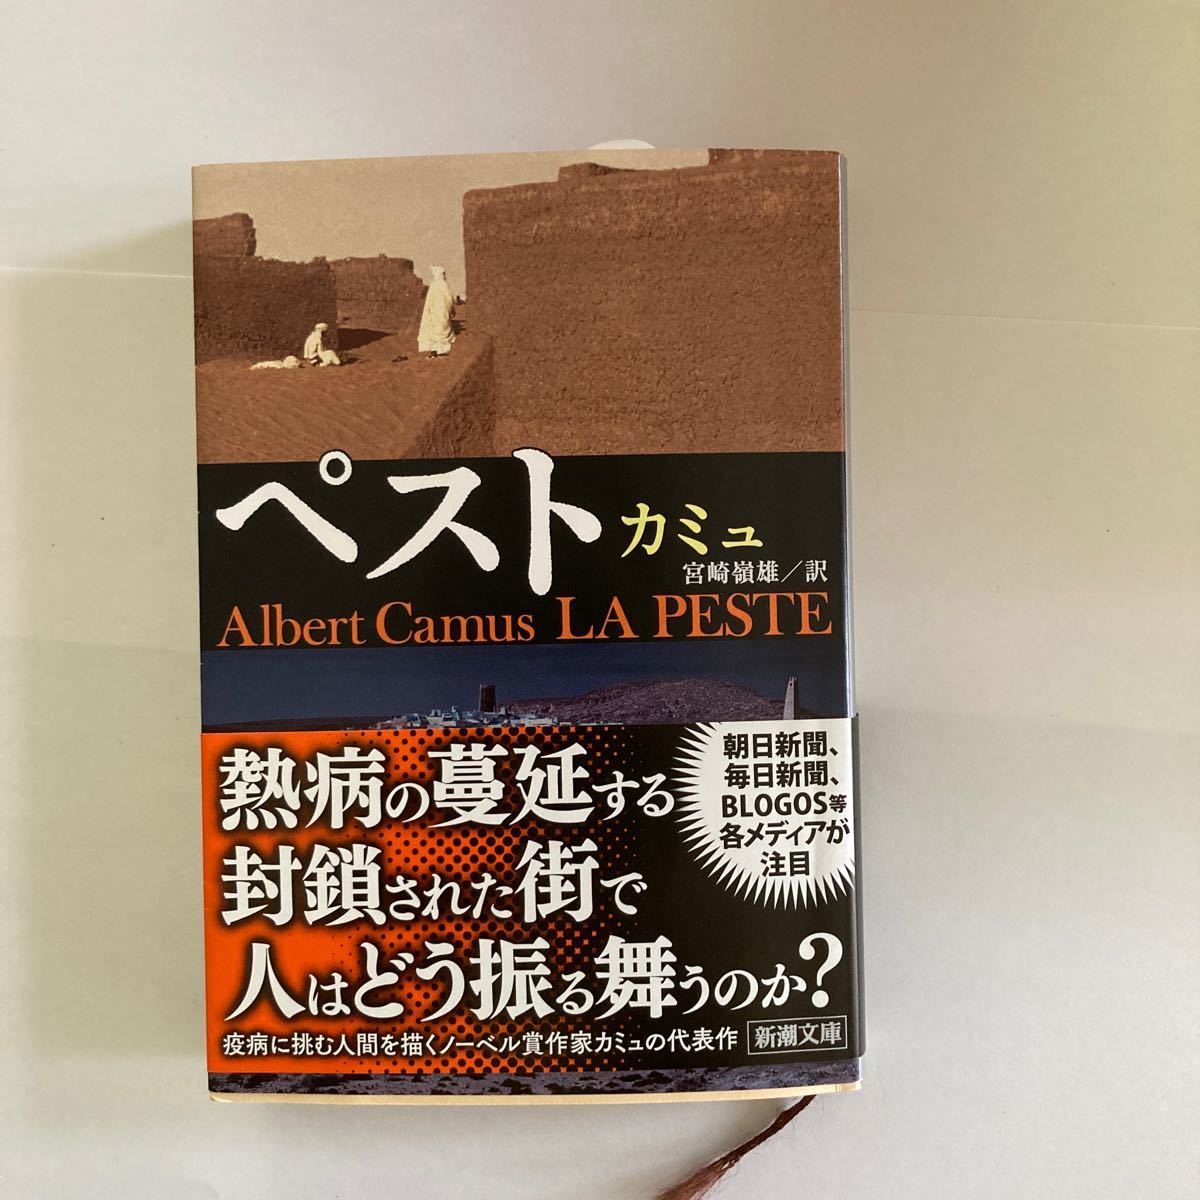 ペスト カミュ
宮崎嶺雄／訳
Albert Camus LA PESTE
熱病の蔓延する
封鎖された街で
人はどう振る舞うのか?
朝日新聞、
毎日新聞、
BLOGOS等
各メディアが
注目
疫病に挑む人間を描くノーベル賞作家カミュの代表作 新潮文庫